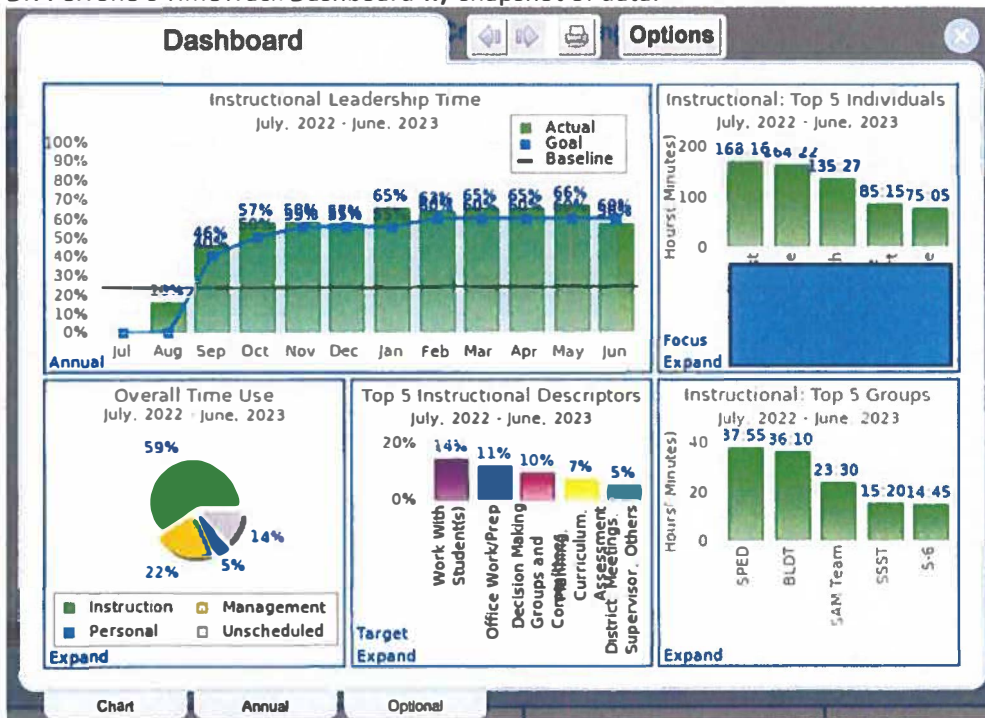 Dashboard
Options
Instructional Leadership Time
July, 2022 - June, 2023
Actual
Goal
Baseline
100%
90%
80%
70%
60%
50%
40%
30%
20%
10%
0%
46%
57%
65%
65%
65%
66%
Jul Aug Sep Oct Nov Dec Jan Feb Mar Apr May Jun
Annual
Instructional: Top 5 Individuals
July, 2022 - June, 2023
Hours( Minutes)
200
100
0
168 16
135 27
85:15
75:05
Focus
Expand
Overall Time Use
July, 2022 - June, 2023
59%
14%
5%
22%
Instruction
Management
Personal
Unscheduled
Expand
Top 5 Instructional Descriptors
July, 2022 - June, 2023
20%
0%
14%
11%
10%
7%
5%
Work With
Student(s)
Office Work/Prep
Decision Making
Groups and
Curriculum.
Assessment
District Meetings.
Supervisor, Others
Target
Expand
Instructional: Top 5 Groups
July, 2022 - June 2023
Hours( Minutes)
40
20
0
37:55
36:10
23:30
15:20
14:45
SPED
BLDT
SAM Team
SSST
5-6
Expand
Chart
Annual
Optional